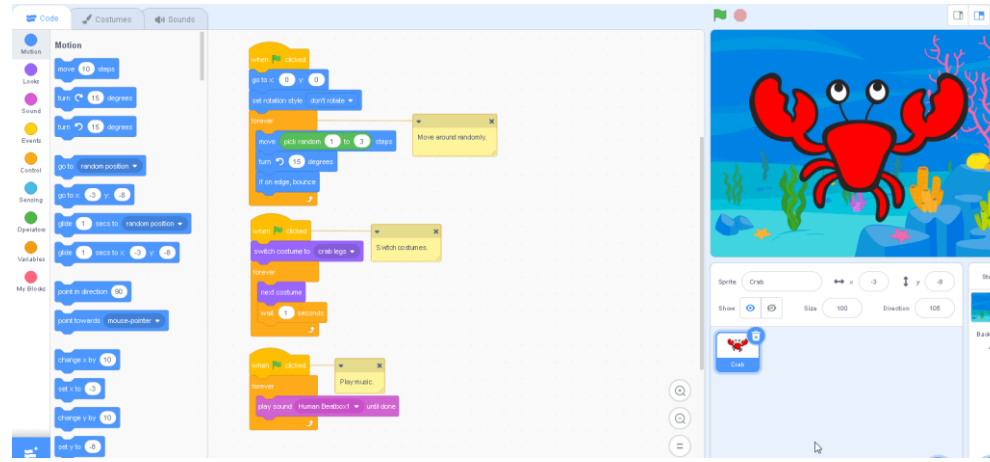 Code
Costumes
Sounds
Motion
Looks
Sound
Events
Control
Sensing
Operators
Variables
My Blocks
Motion
move 10 steps
turn 15 degrees
turn 15 degrees
go to random position
go to x: -3 y: -8
glide 1 secs to random position
glide 1 secs to x: -3 y: -8
point in direction 90
point towards mouse-pointer
change x by 10
set x to -3
change y by 10
set y to -8
when clicked
go to x: 0 y: 0
set rotation style don't rotate
forever
move pick random 1 to 3 steps
turn 15 degrees
if on edge, bounce
Move around randomly.
when clicked
switch costume to crab legs
forever
next costume
wait 1 seconds
Switch costumes.
when clicked
forever
play sound Human Beatbox1 until done
Play music.
Sprite Crab x -3 y -8
Show Size 100 Direction 105
Crab